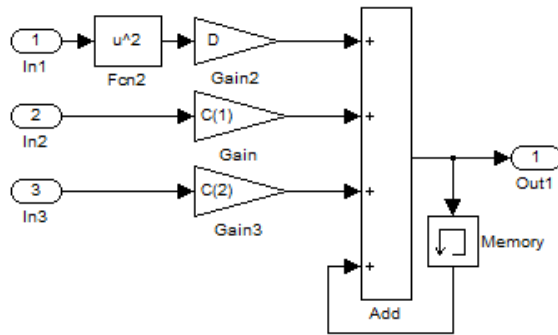 1
In1
u^2
Fcn2
D
Gain2
+
2
In2
C(1)
Gain
+
3
In3
C(2)
Gain3
+
+
Add
1
Out1
Memory